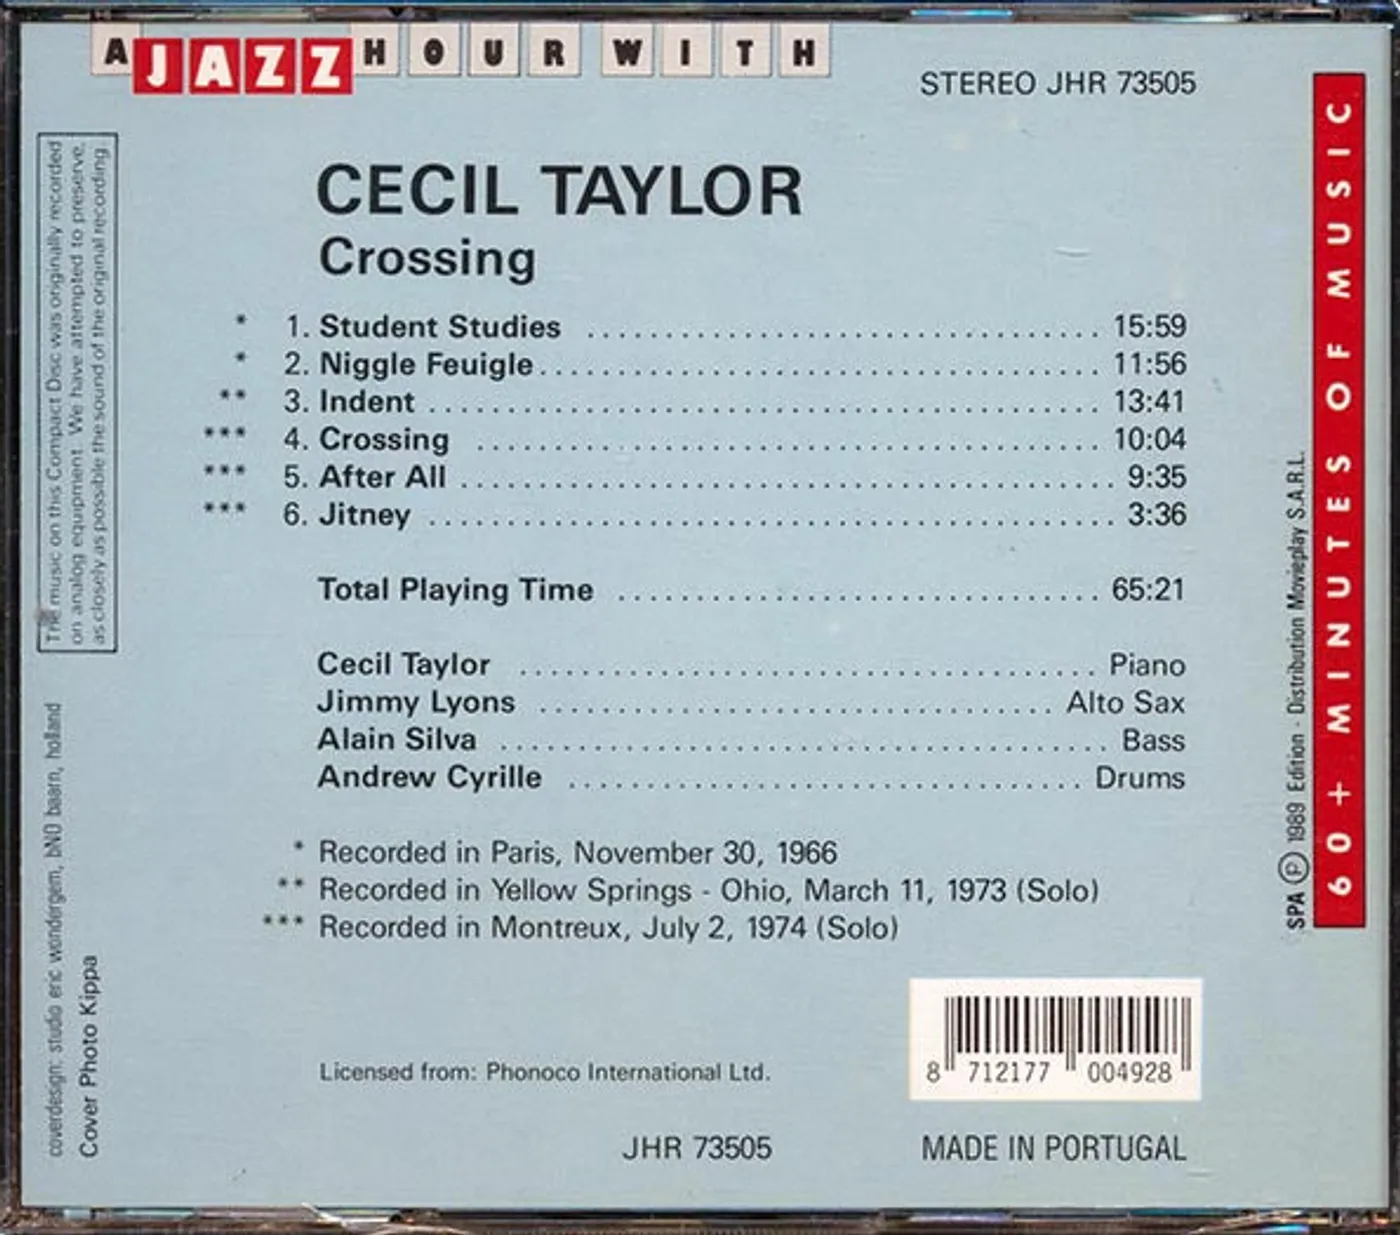 A JAZZ HOUR WITH
STEREO JHR 73505
CECIL TAYLOR
Crossing
* 1. Student Studies ........ 15:59
* 2. Niggle Feuigle ........ 11:56
** 3. Indent ........ 13:41
*** 4. Crossing ........ 10:04
*** 5. After All ........ 9:35
*** 6. Jitney ........ 3:36
Total Playing Time ........ 65:21
Cecil Taylor ........ Piano
Jimmy Lyons ........ Alto Sax
Alain Silva ........ Bass
Andrew Cyrille ........ Drums
* Recorded in Paris, November 30, 1966
** Recorded in Yellow Springs - Ohio, March 11, 1973 (Solo)
*** Recorded in Montreux, July 2, 1974 (Solo)
Licensed from: Phonoco International Ltd.
8 712177 004928
JHR 73505
MADE IN PORTUGAL
The music on this Compact Disc was originally recorded
on analog equipment. We have attempted to preserve,
as closely as possible the sound of the original recording.
coverdesign: studio eric wondergem, bNO baarn, holland
Cover Photo Kippa
SPA Ⓟ 1989 Edition - Distribution Movieplay S.A.R.L.
60+ MINUTES OF MUSIC